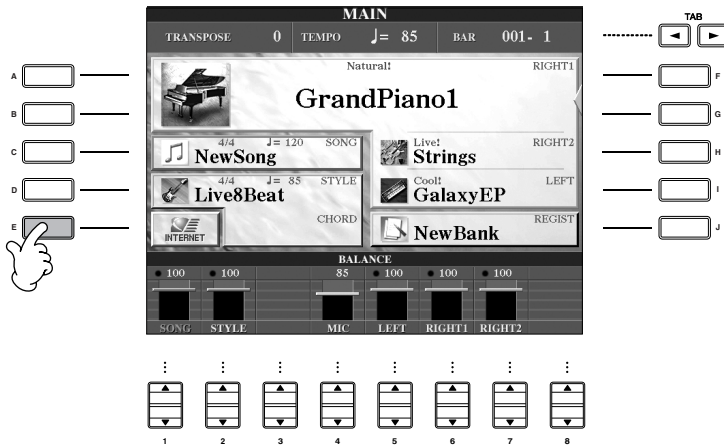 MAIN
TAB
TRANSPOSE 0 TEMPO ♩= 85 BAR 001- 1
Natural! RIGHT1
GrandPiano1
4/4 ♩= 120 SONG
NewSong
Live! RIGHT2
Strings
4/4 ♩= 85 STYLE
Live8Beat
Cool! LEFT
GalaxyEP
CHORD
INTERNET
REGIST
NewBank
A
B
C
D
E
F
G
H
I
J
BALANCE
100 100 85 100 100 100
SONG STYLE MIC LEFT RIGHT1 RIGHT2
1 2 3 4 5 6 7 8